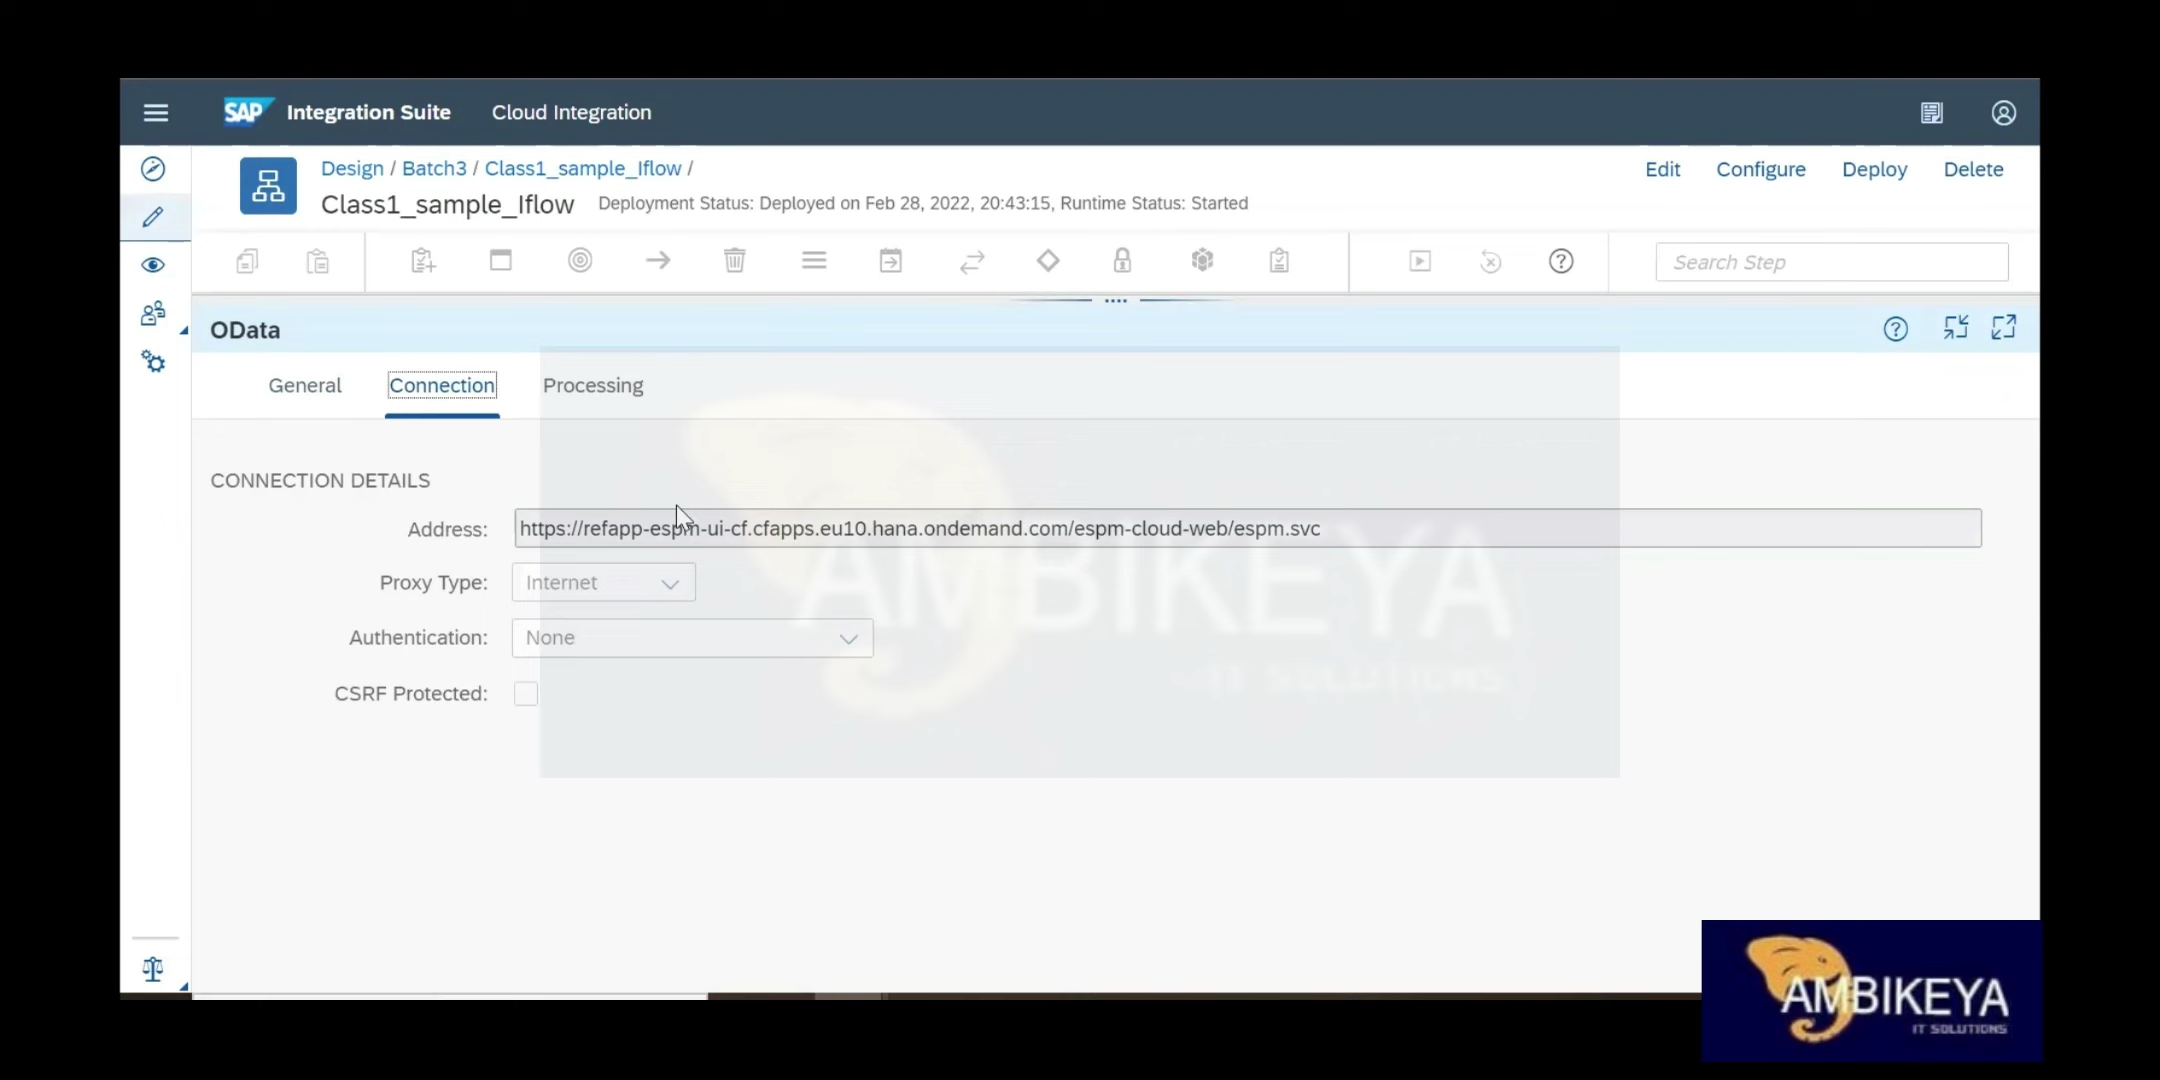 SAP Integration Suite Cloud Integration
Design / Batch3 / Class1_sample_Iflow /
Edit Configure Deploy Delete
Class1_sample_Iflow Deployment Status: Deployed on Feb 28, 2022, 20:43:15, Runtime Status: Started
Search Step
OData
General Connection Processing
CONNECTION DETAILS
Address: https://refapp-espm-ui-cf.cfapps.eu10.hana.ondemand.com/espm-cloud-web/espm.svc
Proxy Type: Internet
Authentication: None
CSRF Protected:
AMBIKEYA
IT SOLUTIONS
AMBIKEYA
IT SOLUTIONS